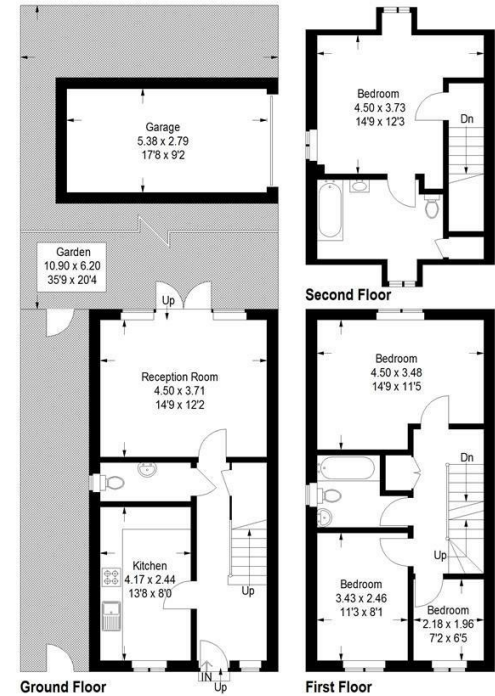 Garage
5.38 x 2.79
17'8 x 9'2
Garden
10.90 x 6.20
35'9 x 20'4
Up
Reception Room
4.50 x 3.71
14'9 x 12'2
Kitchen
4.17 x 2.44
13'8 x 8'0
Up
IN
Up
Ground Floor
Bedroom
4.50 x 3.73
14'9 x 12'3
Dn
Second Floor
Bedroom
4.50 x 3.48
14'9 x 11'5
Dn
Up
Bedroom
3.43 x 2.46
11'3 x 8'1
Bedroom
2.18 x 1.96
7'2 x 6'5
First Floor